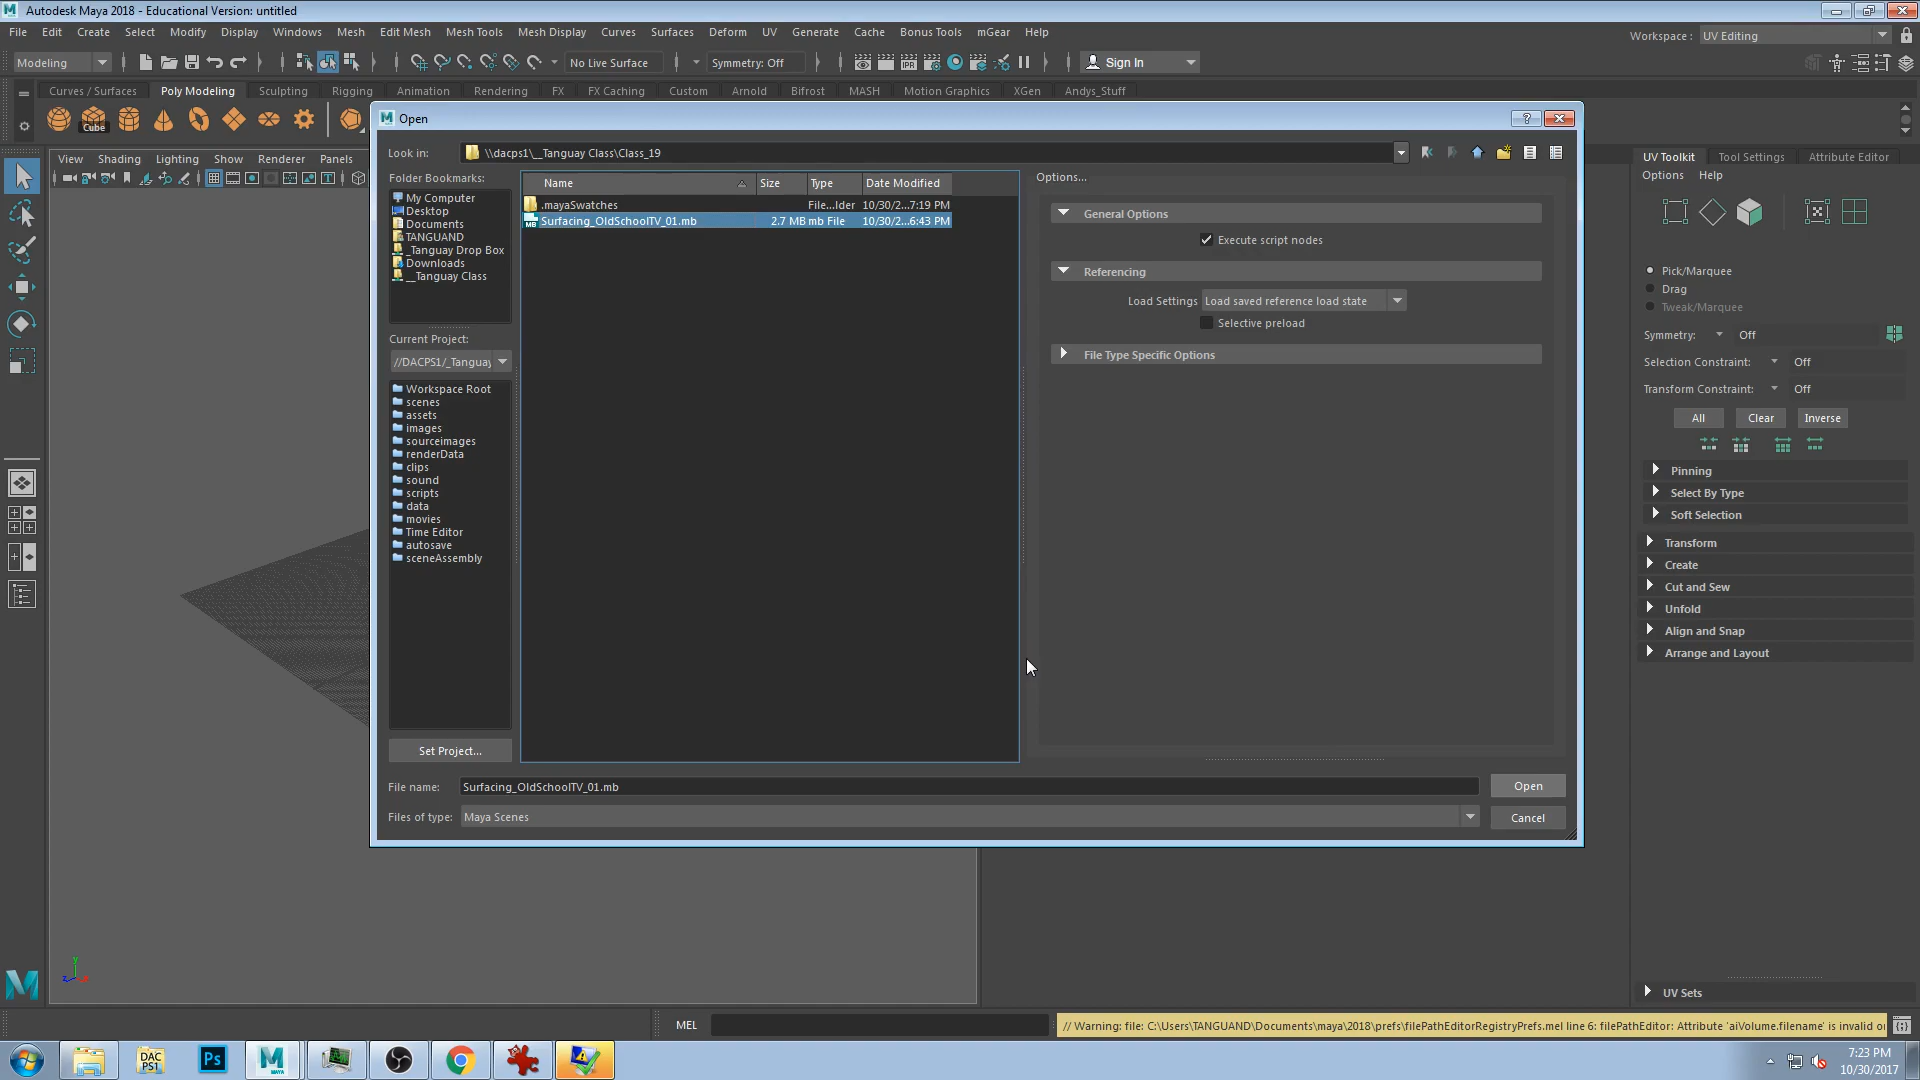 Autodesk Maya 2018 - Educational Version: untitled
File Edit Create Select Modify Display Windows Mesh Edit Mesh Mesh Tools Mesh Display Curves Surfaces Deform UV Generate Cache Bonus Tools mGear Help
Workspace : UV Editing
Modeling
No Live Surface
Symmetry: Off
IPR
Sign In
Curves / Surfaces Poly Modeling Sculpting Rigging Animation Rendering FX FX Caching Custom Arnold Bifrost MASH Motion Graphics XGen Andys_Stuff
Cube
View Shading Lighting Show Renderer Panels
Open
Look in: \\dacps1\__Tanguay Class\Class_19
Folder Bookmarks:
My Computer
Desktop
Documents
TANGUAND
_Tanguay Drop Box
Downloads
__Tanguay Class
Current Project:
//DACPS1/_Tanguay
Workspace Root
scenes
assets
images
sourceimages
renderData
clips
sound
scripts
data
movies
Time Editor
autosave
sceneAssembly
Set Project...
Name Size Type Date Modified
.mayaSwatches File...lder 10/30/2...7:19 PM
Surfacing_OldSchoolTV_01.mb 2.7 MB mb File 10/30/2...6:43 PM
Options...
General Options
Execute script nodes
Referencing
Load Settings Load saved reference load state
Selective preload
File Type Specific Options
File name: Surfacing_OldSchoolTV_01.mb
Open
Files of type: Maya Scenes
Cancel
UV Toolkit Tool Settings Attribute Editor
Options Help
Pick/Marquee
Drag
Tweak/Marquee
Symmetry: Off
Selection Constraint: Off
Transform Constraint: Off
All Clear Inverse
Pinning
Select By Type
Soft Selection
Transform
Create
Cut and Sew
Unfold
Align and Snap
Arrange and Layout
UV Sets
y
z
MEL
// Warning: file: C:\Users\TANGUAND\Documents\maya\2018\prefs\filePathEditorRegistryPrefs.mel line 6: filePathEditor: Attribute 'aiVolume.filename' is invalid
DAC
PS1
Ps
MAYA
7:23 PM
10/30/2017